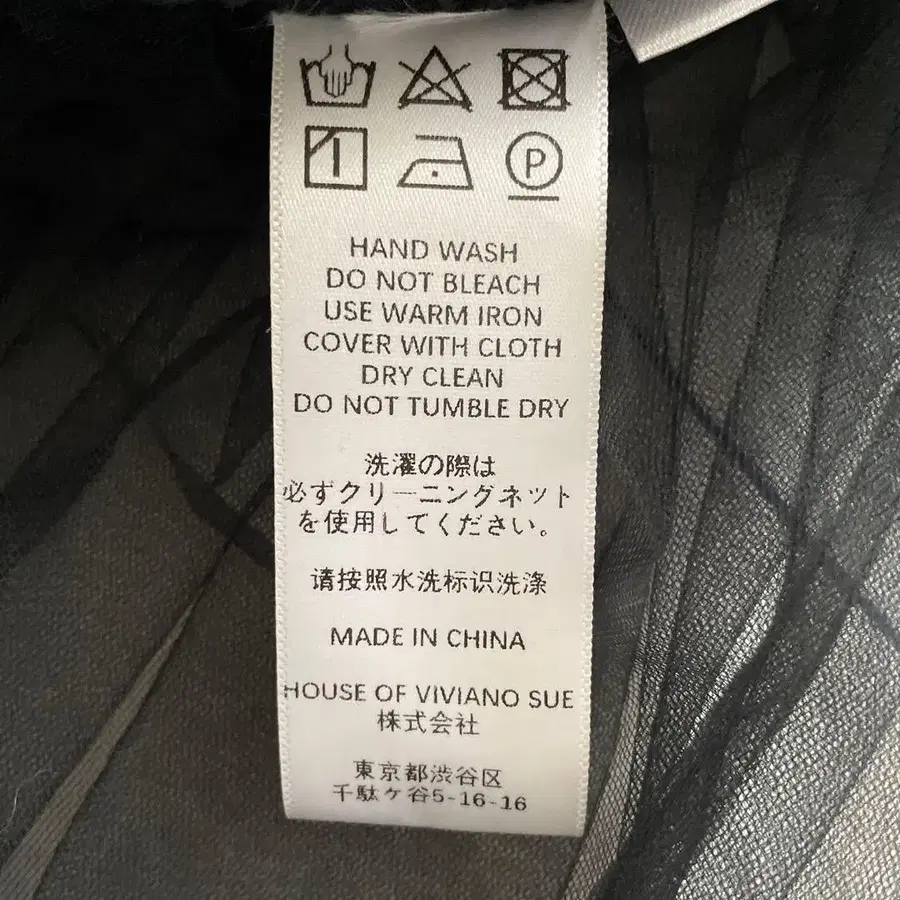 P
HAND WASH
DO NOT BLEACH
USE WARM IRON
COVER WITH CLOTH
DRY CLEAN
DO NOT TUMBLE DRY
洗濯の際は
必ずクリーニングネット
を使用してください。
请按照水洗标识洗涤
MADE IN CHINA
HOUSE OF VIVIANO SUE
株式会社
東京都渋谷区
千駄ケ谷5-16-16